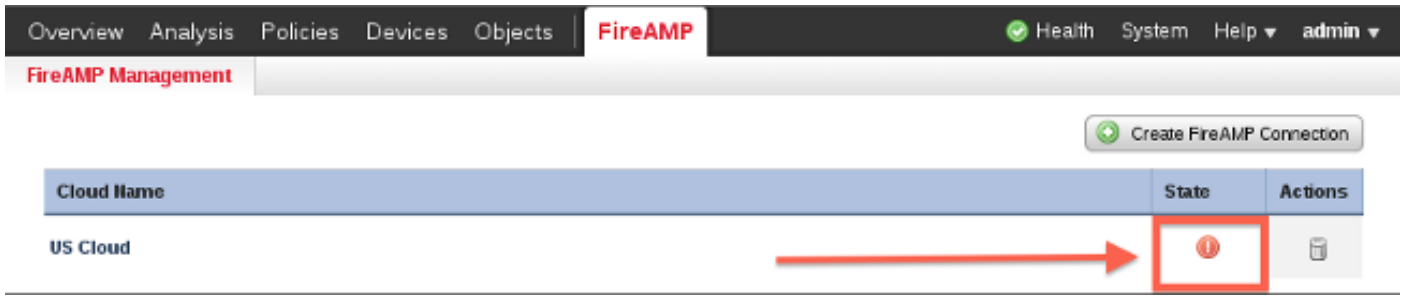 Overview Analysis Policies Devices Objects FireAMP Health System Help admin
FireAMP Management
Create FireAMP Connection
Cloud Name State Actions
US Cloud